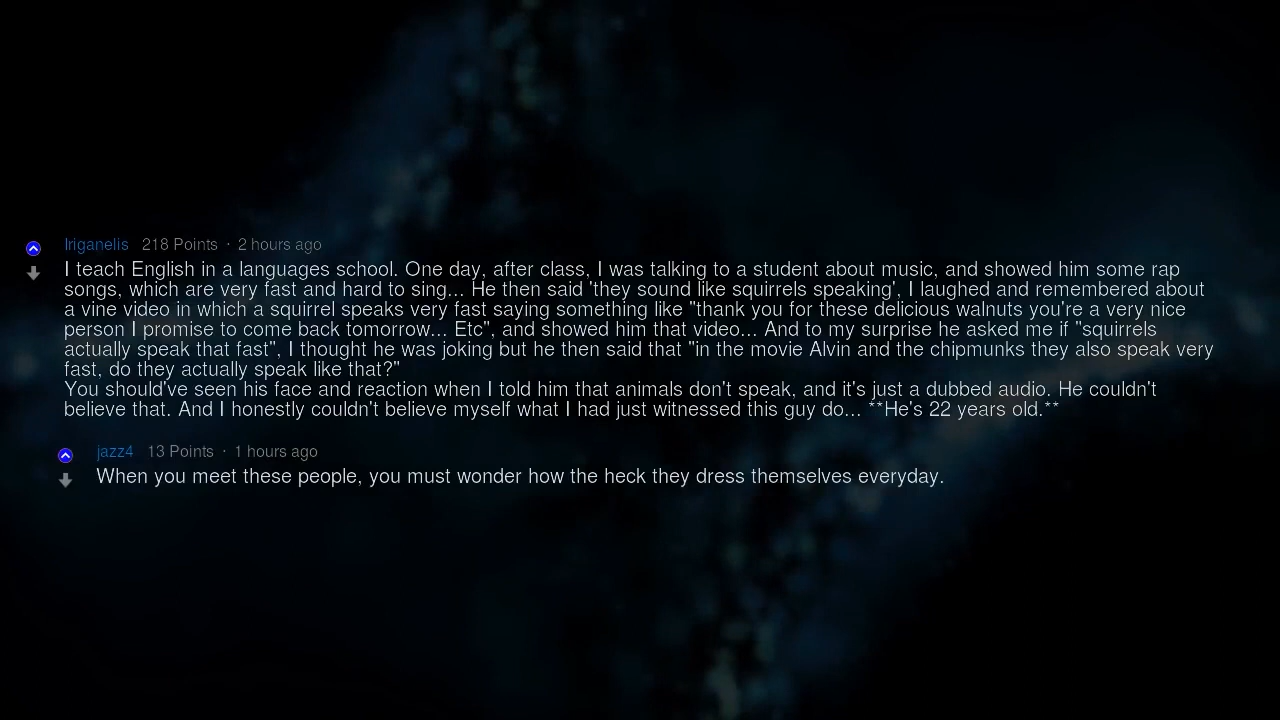 Iriganelis 218 Points · 2 hours ago
I teach English in a languages school. One day, after class, I was talking to a student about music, and showed him some rap
songs, which are very fast and hard to sing... He then said 'they sound like squirrels speaking', I laughed and remembered about
a vine video in which a squirrel speaks very fast saying something like "thank you for these delicious walnuts you're a very nice
person I promise to come back tomorrow... Etc", and showed him that video... And to my surprise he asked me if "squirrels
actually speak that fast", I thought he was joking but he then said that "in the movie Alvin and the chipmunks they also speak very
fast, do they actually speak like that?"
You should've seen his face and reaction when I told him that animals don't speak, and it's just a dubbed audio. He couldn't
believe that. And I honestly couldn't believe myself what I had just witnessed this guy do... **He's 22 years old.**
jazz4 13 Points · 1 hours ago
When you meet these people, you must wonder how the heck they dress themselves everyday.